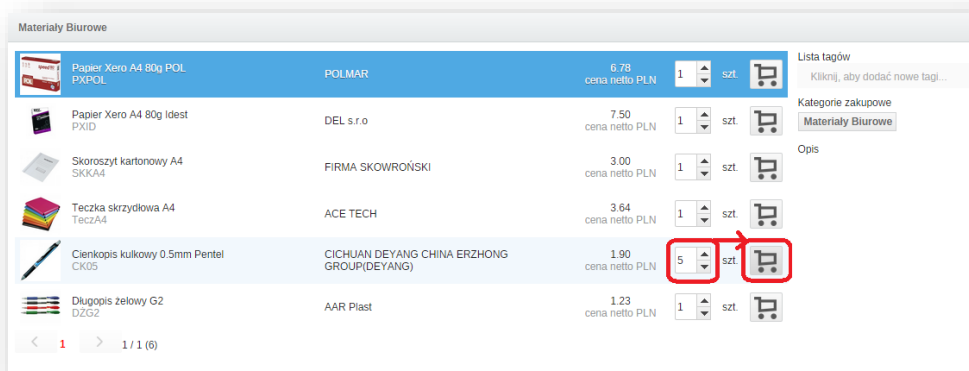 Materiały Biurowe
Papier Xero A4 80g POL
PXPOL
POLMAR
6.78
cena netto PLN
1
szt.
Papier Xero A4 80g Idest
PXID
DEL s.r.o
7.50
cena netto PLN
1
szt.
Skoroszyt kartonowy A4
SKKA4
FIRMA SKOWROŃSKI
3.00
cena netto PLN
1
szt.
Teczka skrzydłowa A4
TeczA4
ACE TECH
3.64
cena netto PLN
1
szt.
Cienkopis kulkowy 0.5mm Pentel
CK05
CICHUAN DEYANG CHINA ERZHONG
GROUP(DEYANG)
1.90
cena netto PLN
5
szt.
Długopis żelowy G2
DŻG2
AAR Plast
1.23
cena netto PLN
1
szt.
1
1 / 1 (6)
Lista tagów
Kliknij, aby dodać nowe tagi...
Kategorie zakupowe
Materiały Biurowe
Opis